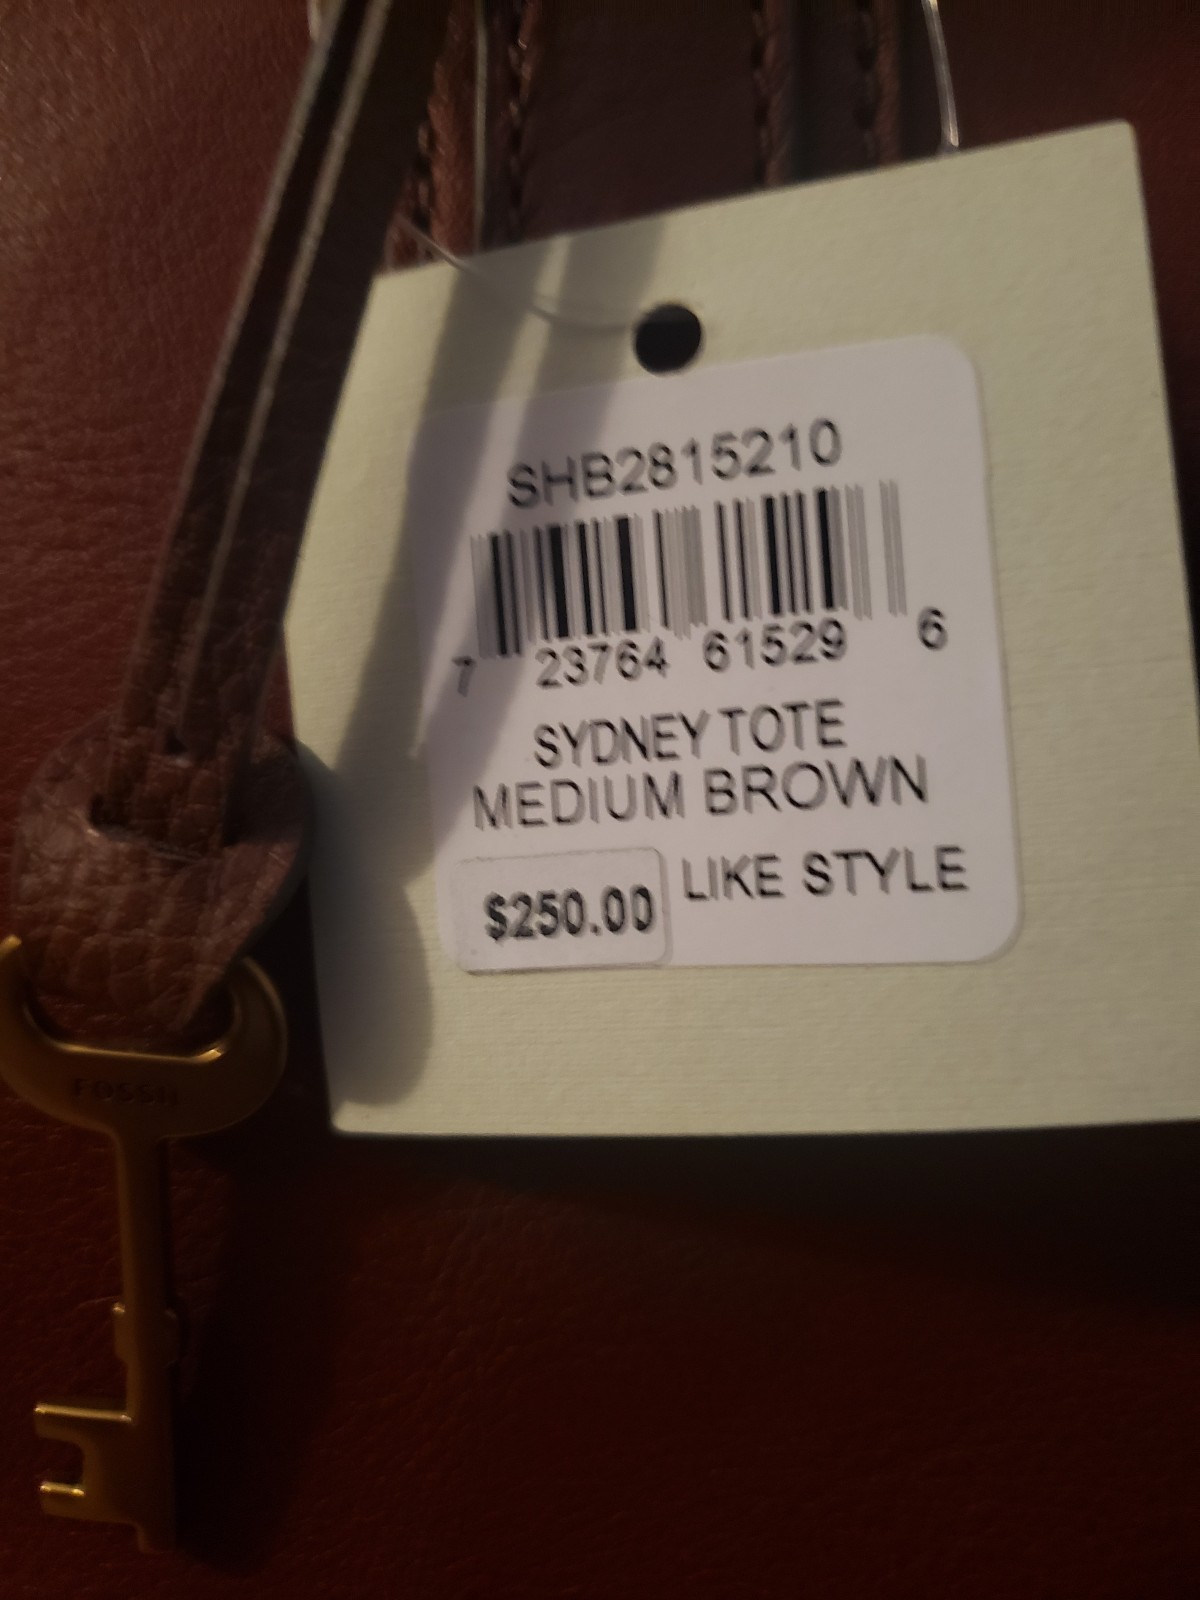 SHB2815210
7 23764 61529 6
SYDNEY TOTE
MEDIUM BROWN
$250.00 LIKE STYLE
FOSSIL